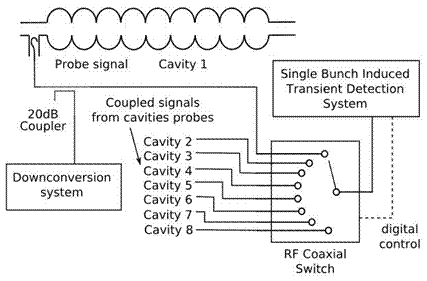 Probe signal
Cavity 1
Single Bunch Induced
Transient Detection
System
20dB
Coupler
Coupled signals
from cavities probes
Downconversion
system
Cavity 2
Cavity 3
Cavity 4
Cavity 5
Cavity 6
Cavity 7
Cavity 8
digital
control
RF Coaxial
Switch